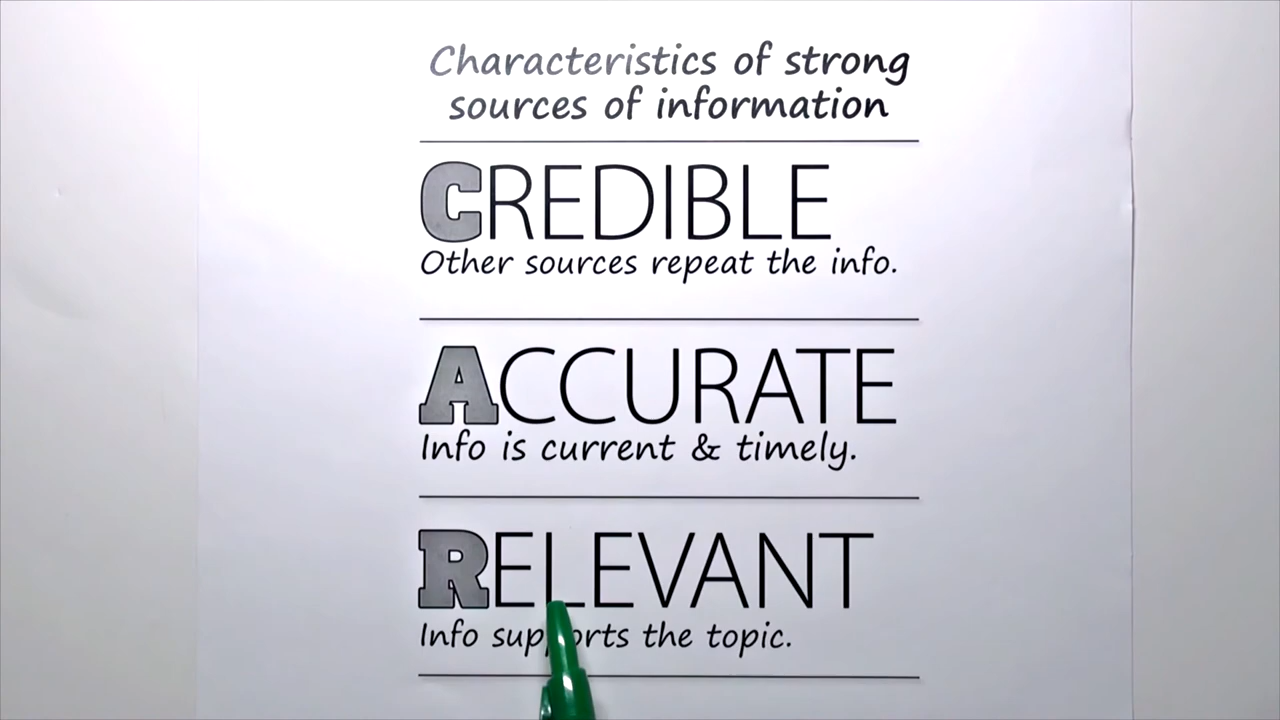 Characteristics of strong
sources of information
CREDIBLE
Other sources repeat the info.
ACCURATE
Info is current & timely.
RELEVANT
Info supports the topic.